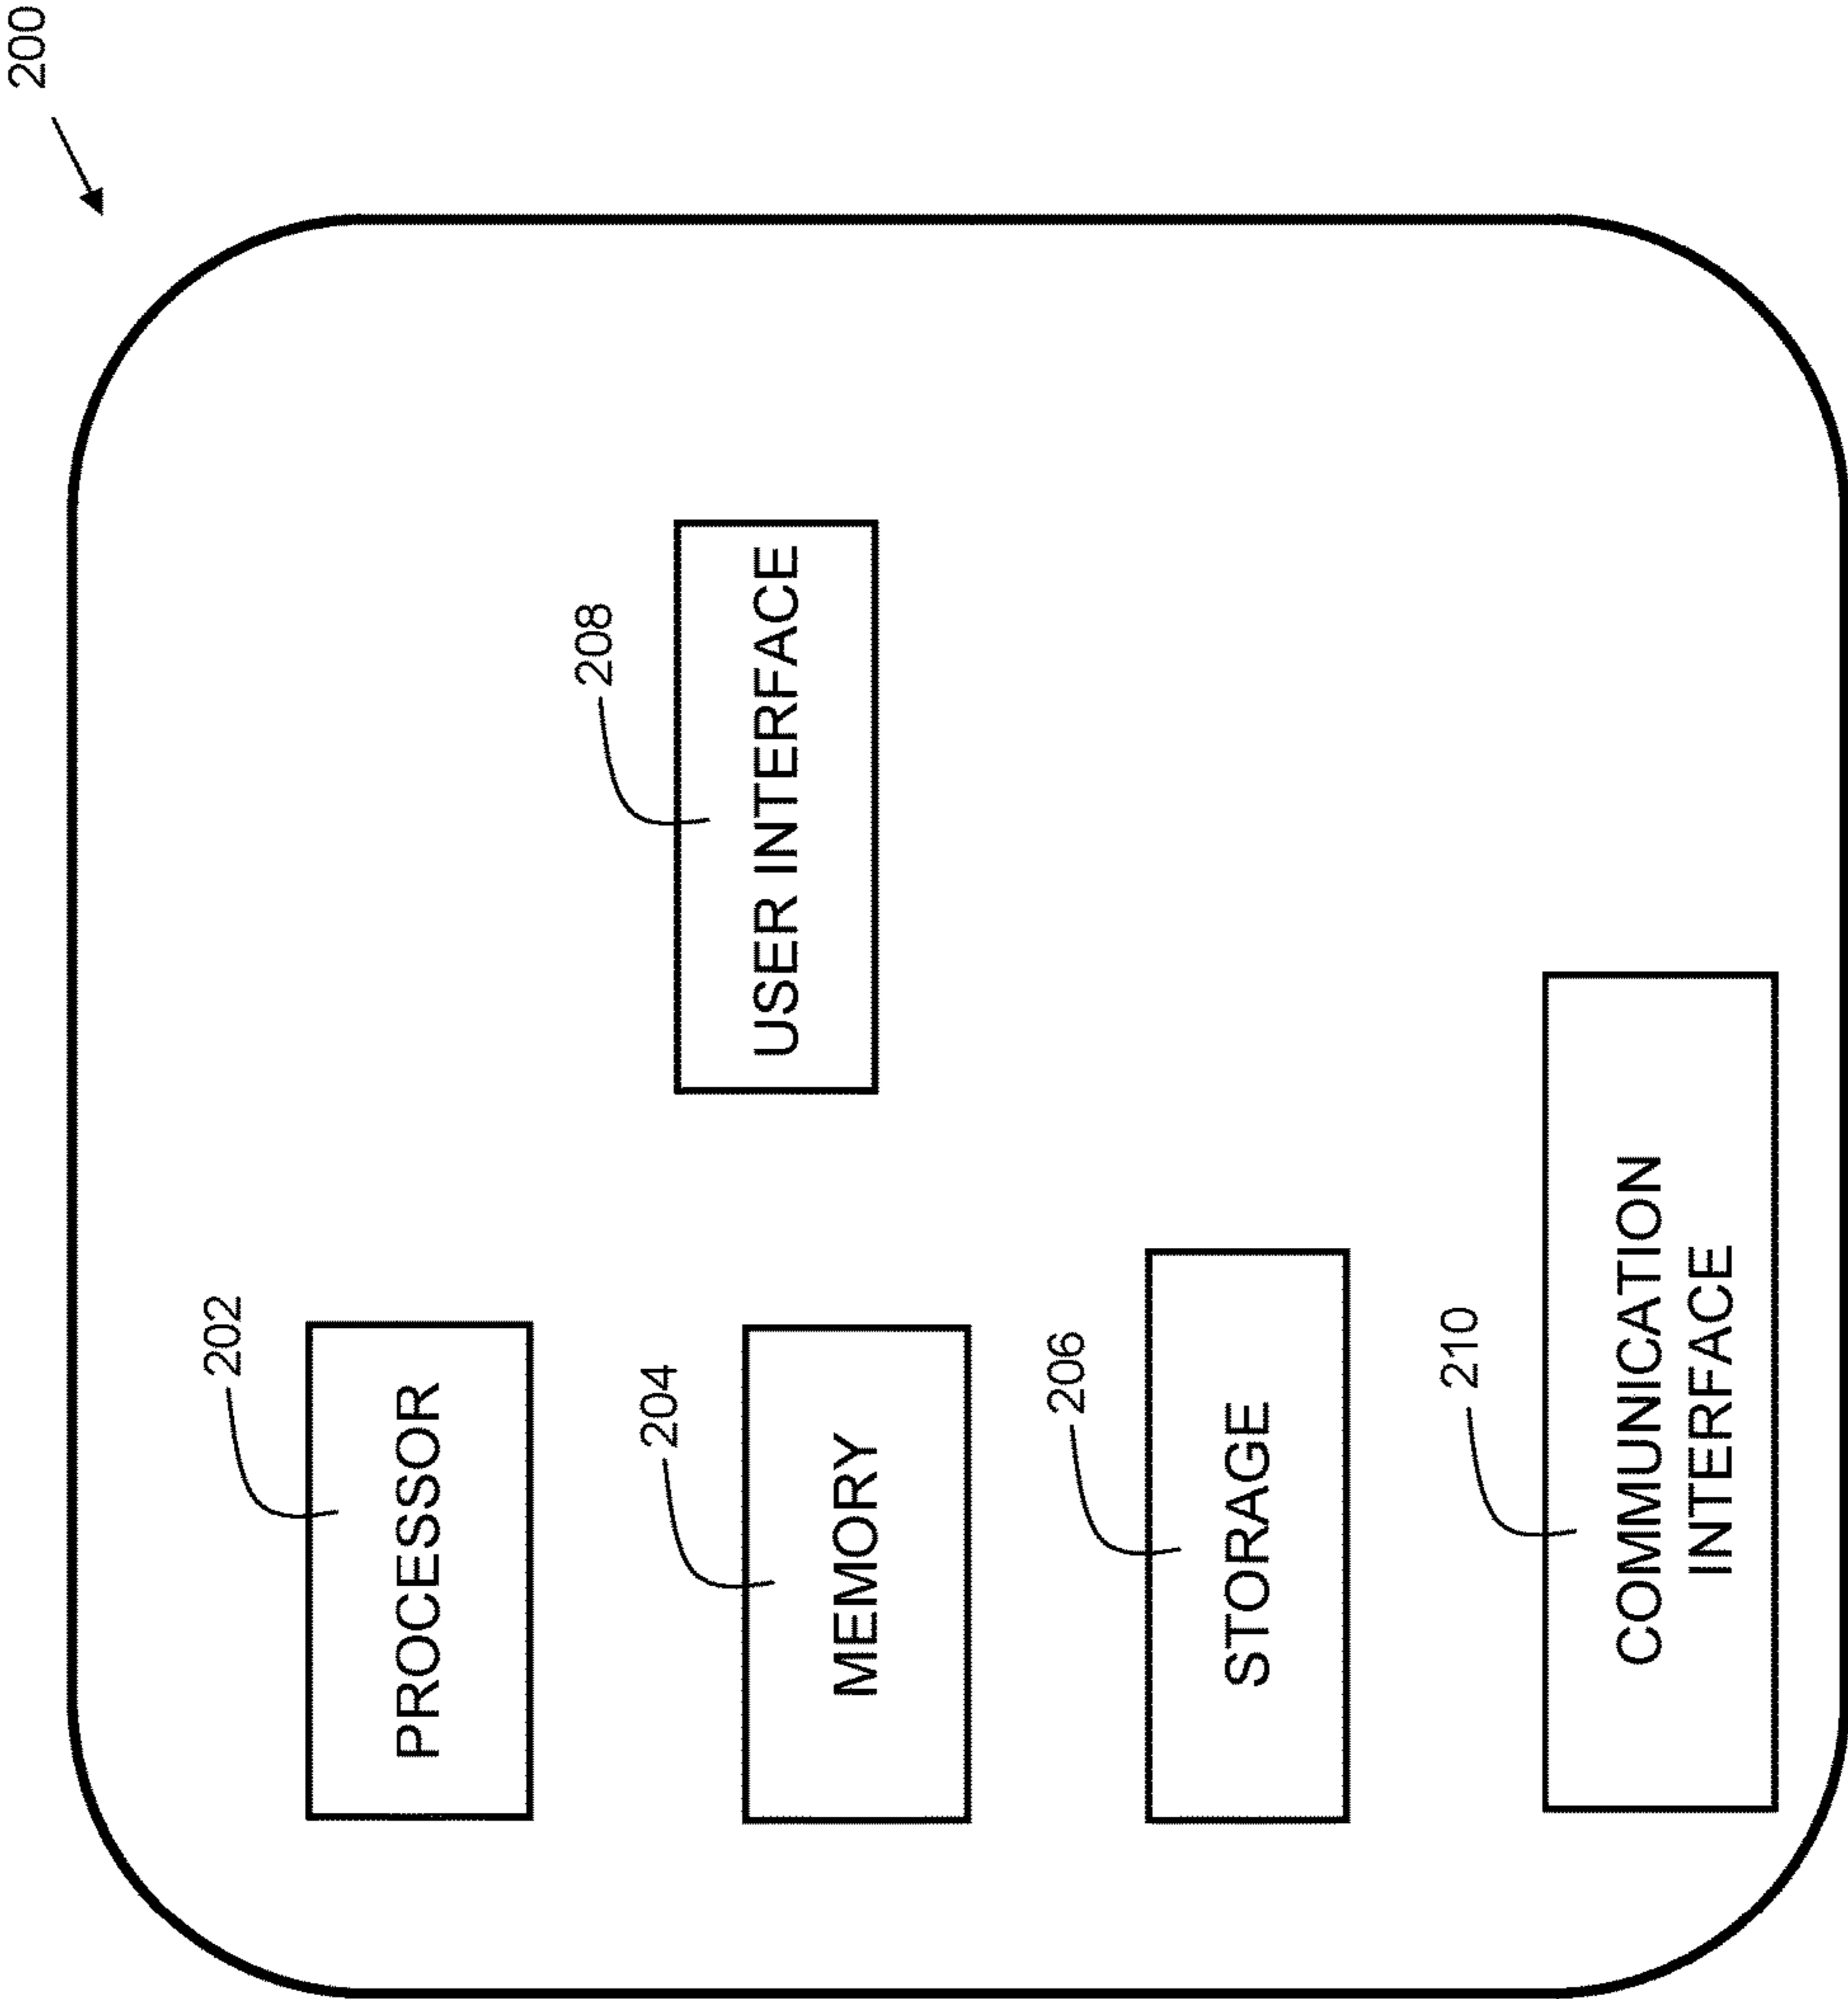 200
202
PROCESSOR
204
MEMORY
206
STORAGE
208
USER INTERFACE
210
COMMUNICATION
INTERFACE